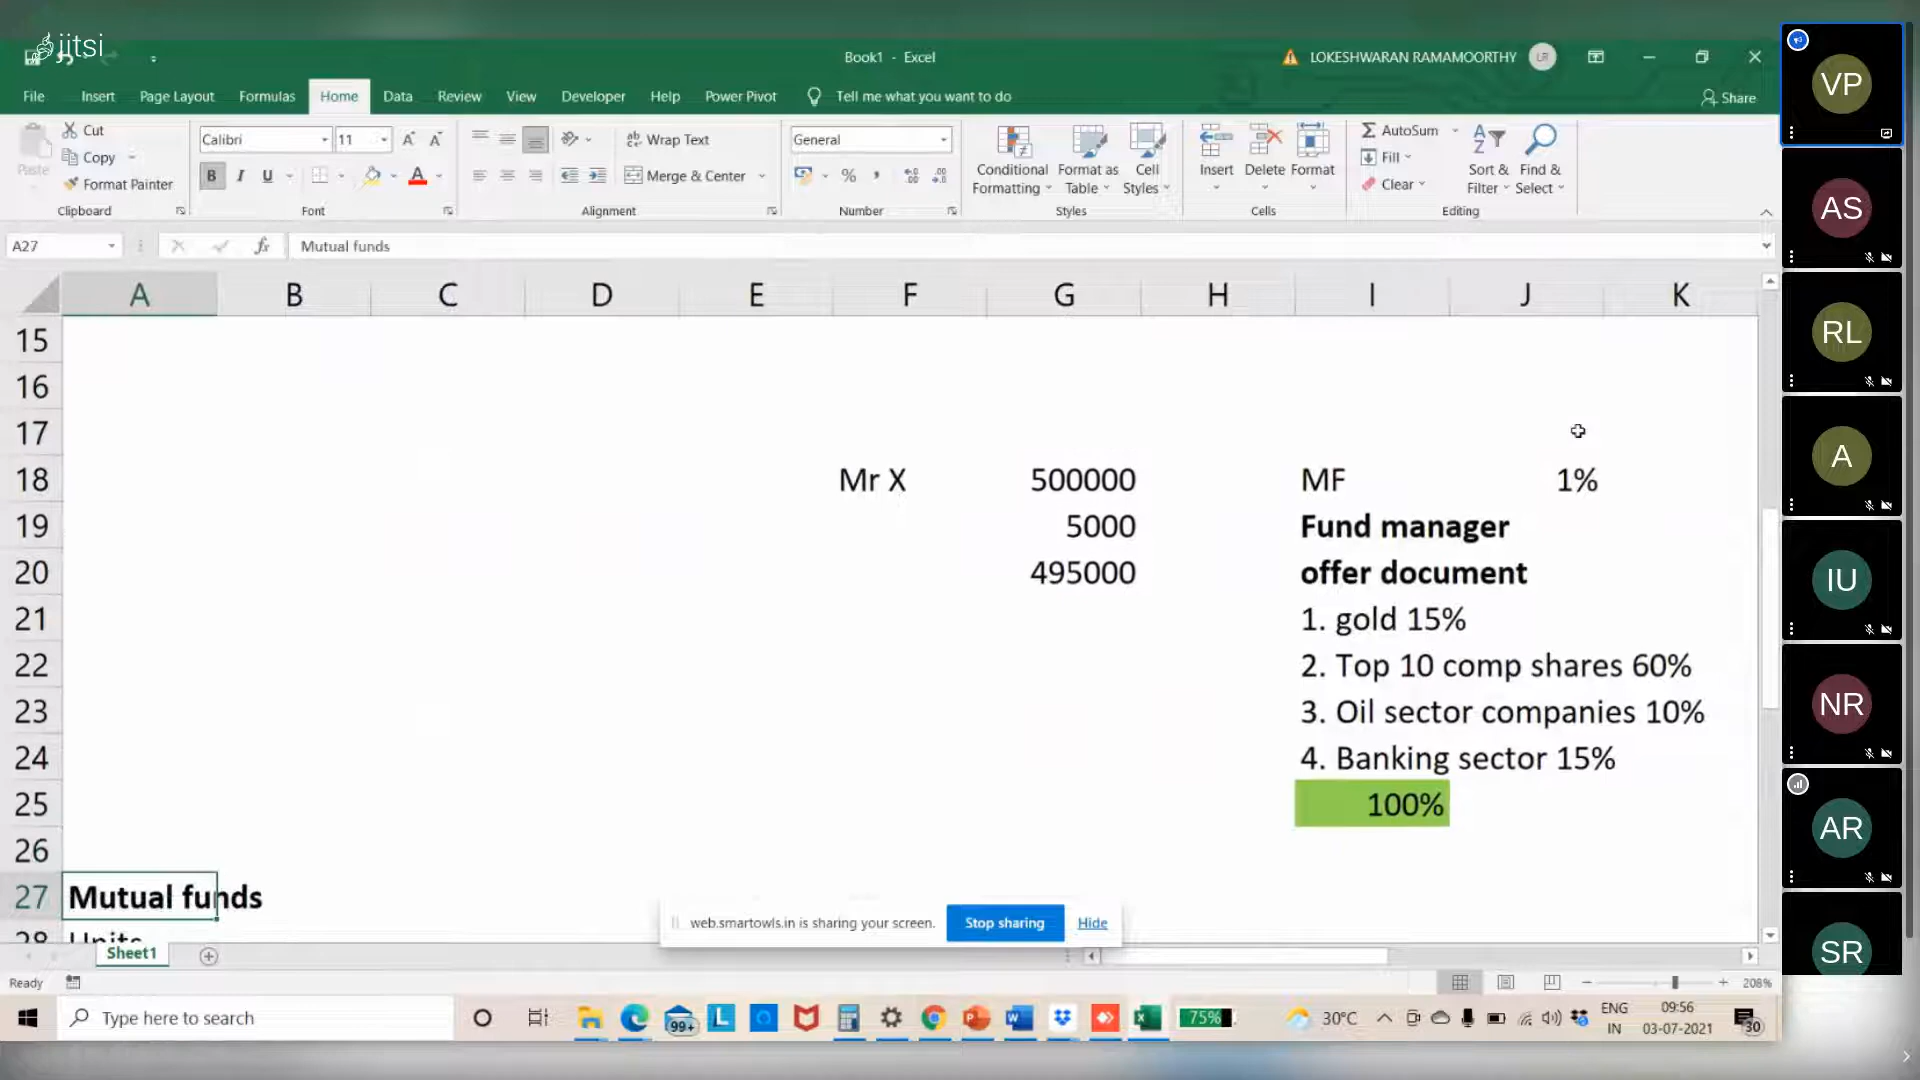 jitsi
Book1 - Excel
LOKESHWARAN RAMAMOORTHY
LR
File Insert Page Layout Formulas Home Data Review View Developer Help Power Pivot Tell me what you want to do
Share
Paste
Cut
Copy
Format Painter
Clipboard
Calibri 11
B I U
Font
Wrap Text
Merge & Center
Alignment
General
Number
Conditional Formatting
Format as Table
Cell Styles
Styles
Insert Delete Format
Cells
AutoSum
Fill
Clear
Sort & Filter
Find & Select
Editing
A27
fx
Mutual funds
A B C D E F G H I J K
15
16
17
18 Mr X 500000 MF 1%
19 5000 Fund manager
20 495000 offer document
21 1. gold 15%
22 2. Top 10 comp shares 60%
23 3. Oil sector companies 10%
24 4. Banking sector 15%
25 100%
26
27 Mutual funds
28 Units
web.smartowls.in is sharing your screen. Stop sharing Hide
Sheet1
Ready
208%
Type here to search
99+
75%
30°C
ENG
IN
09:56
03-07-2021
30
VP
AS
RL
A
IU
NR
AR
SR